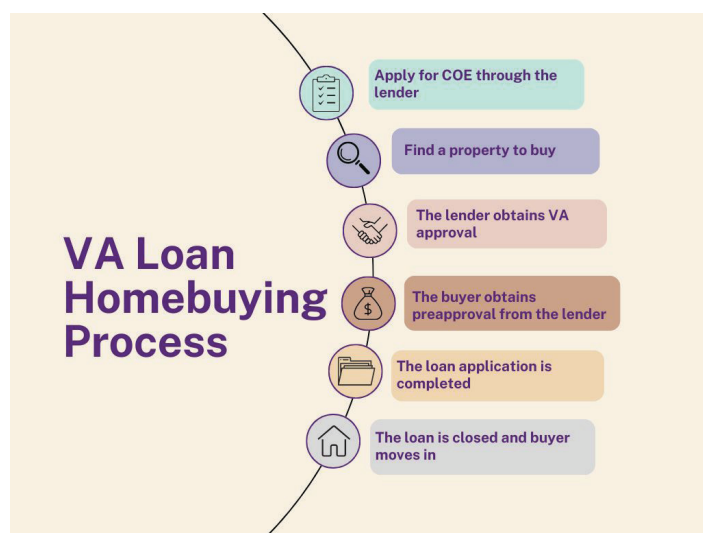 VA Loan
Homebuying
Process
Apply for COE through the
lender
Find a property to buy
The lender obtains VA
approval
$
The buyer obtains
preapproval from the lender
The loan application is
completed
The loan is closed and buyer
moves in